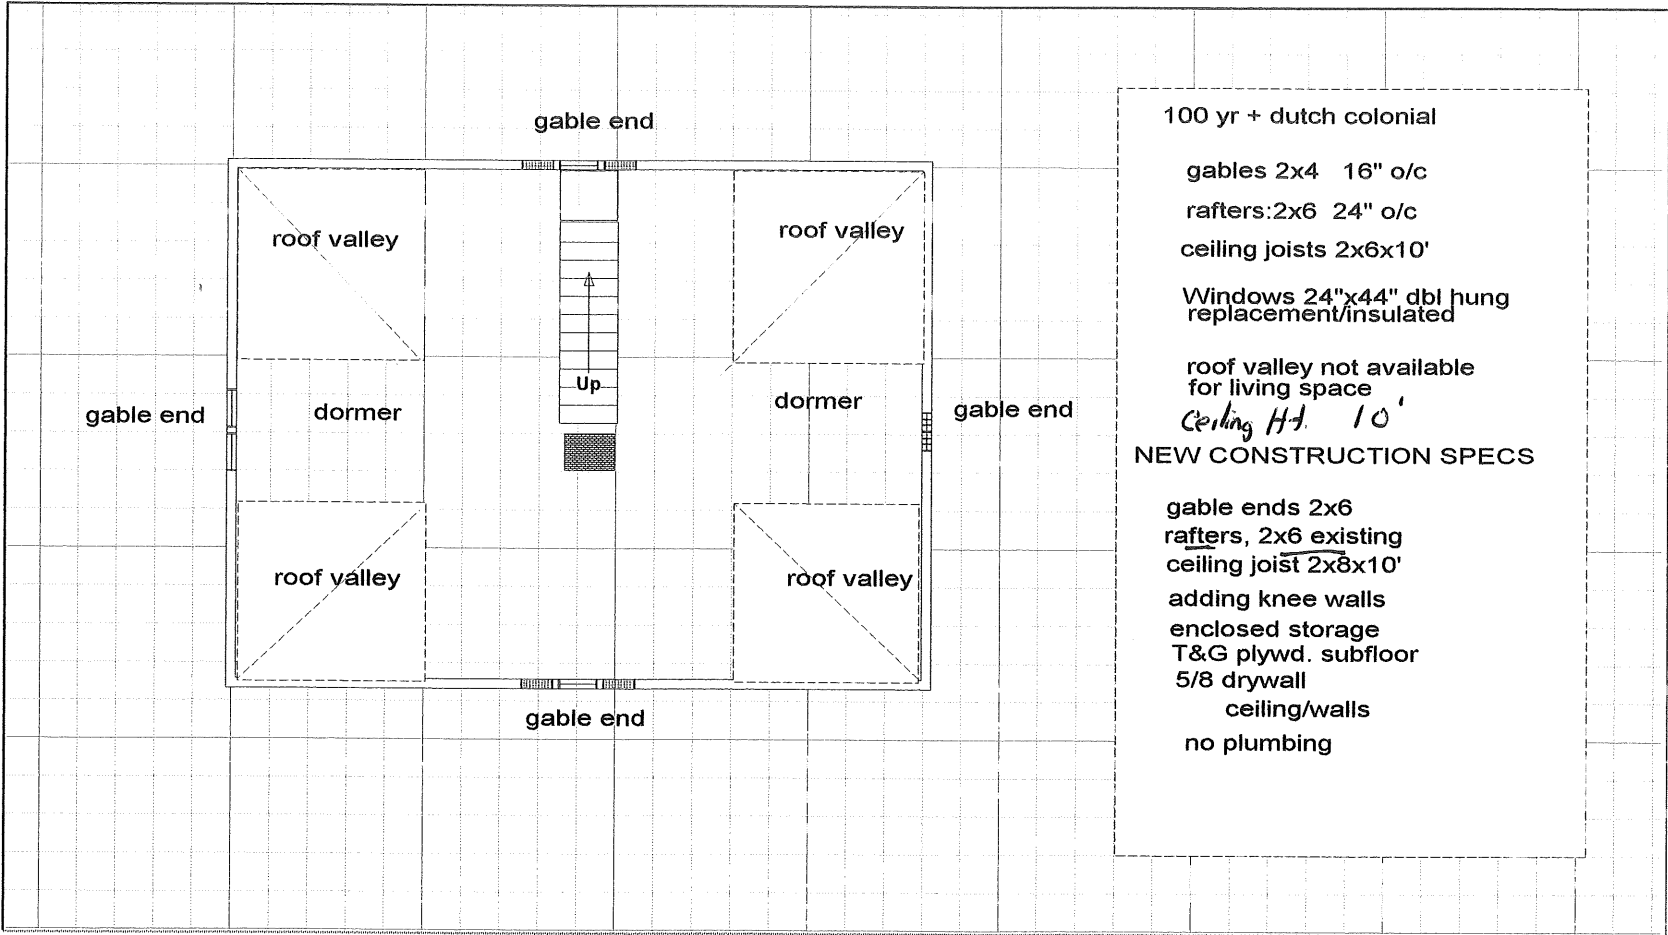 gable end
roof valley
roof valley
Up
gable end
dormer
dormer
gable end
roof valley
roof valley
gable end
100 yr + dutch colonial
gables 2x4 16" o/c
rafters:2x6 24" o/c
ceiling joists 2x6x10'
Windows 24"x44" dbl hung
replacement/insulated
roof valley not available
for living space
Ceiling Ht. 10'
NEW CONSTRUCTION SPECS
gable ends 2x6
rafters, 2x6 existing
ceiling joist 2x8x10'
adding knee walls
enclosed storage
T&G plywd. subfloor
5/8 drywall
ceiling/walls
no plumbing